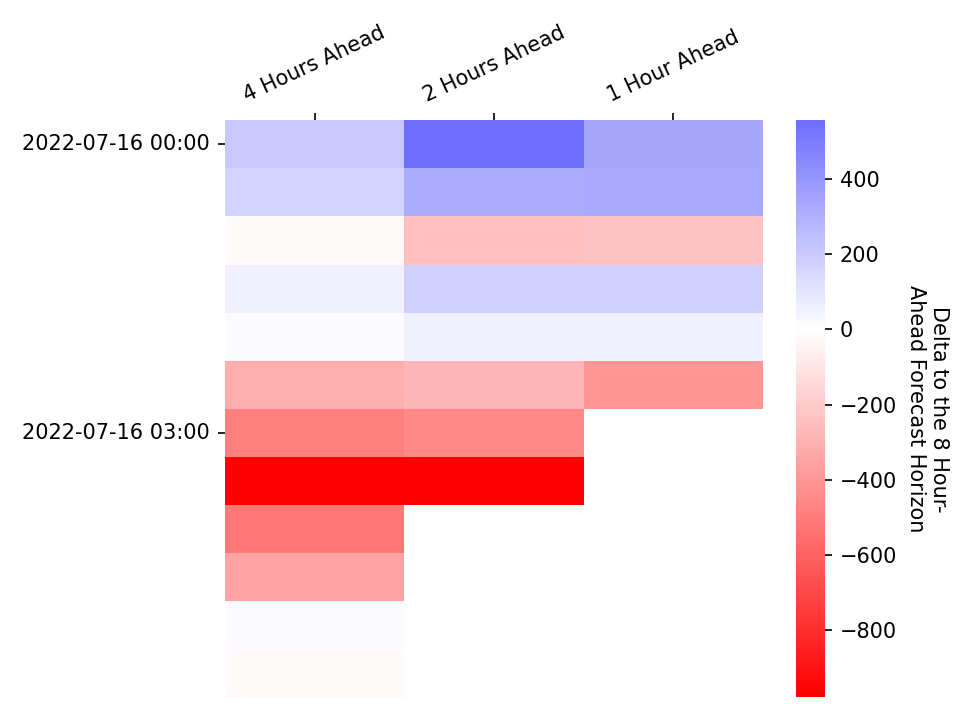 4 Hours Ahead
2 Hours Ahead
1 Hour Ahead
2022-07-16 00:00
2022-07-16 03:00
400
200
0
−200
−400
−600
−800
Delta to the 8 Hour-
Ahead Forecast Horizon